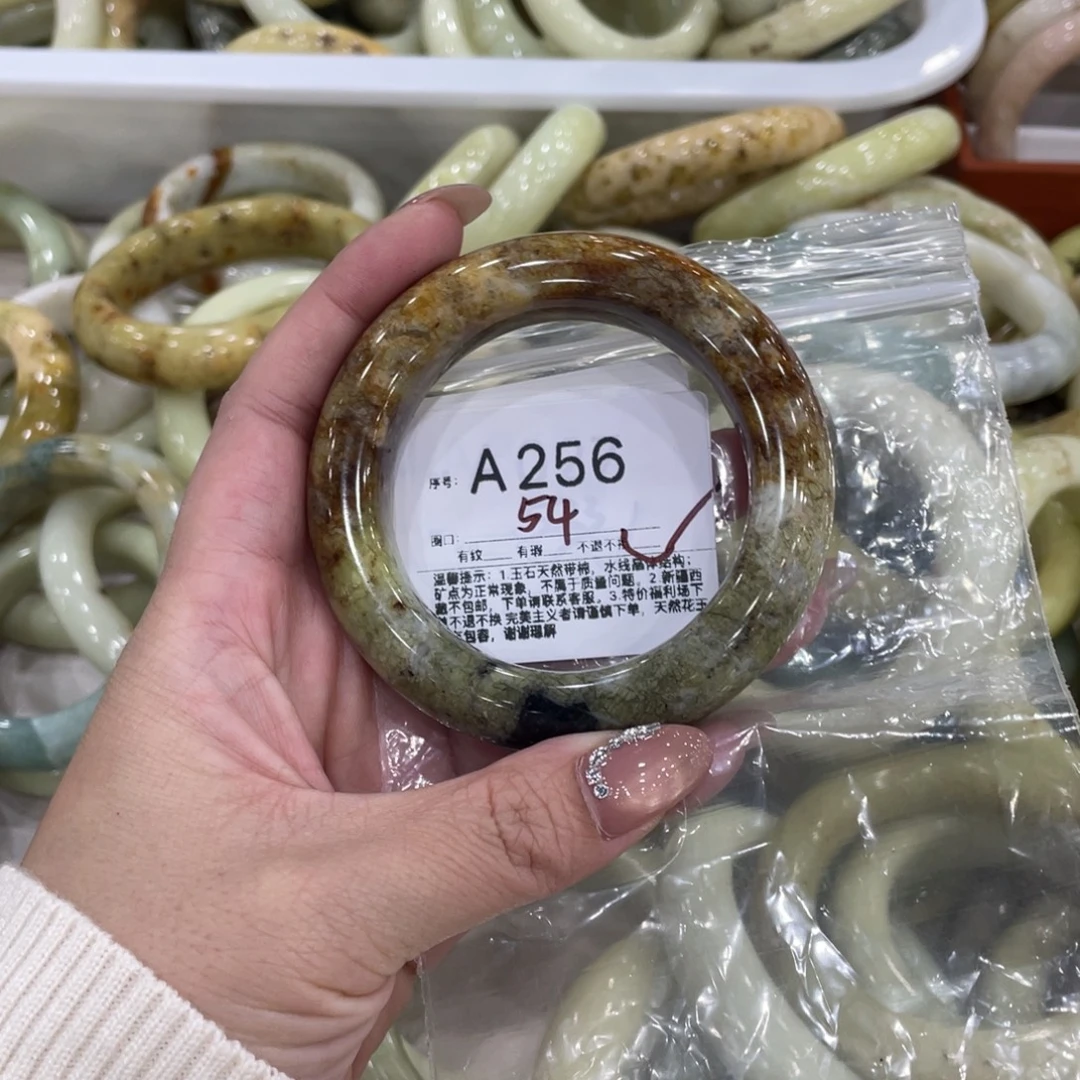 序号: A256
54
圈口:
有纹 有瑕 不退不
温馨提示: 1.玉石天然带棉, 水线晶体结构;
矿点为正常现象, 不属于质量问题。2.新疆西
藏不包邮, 下单请联系客服。3.特价福利场下
单不退不换 完美主义者请谨慎下单, 天然花玉
包容, 谢谢理解